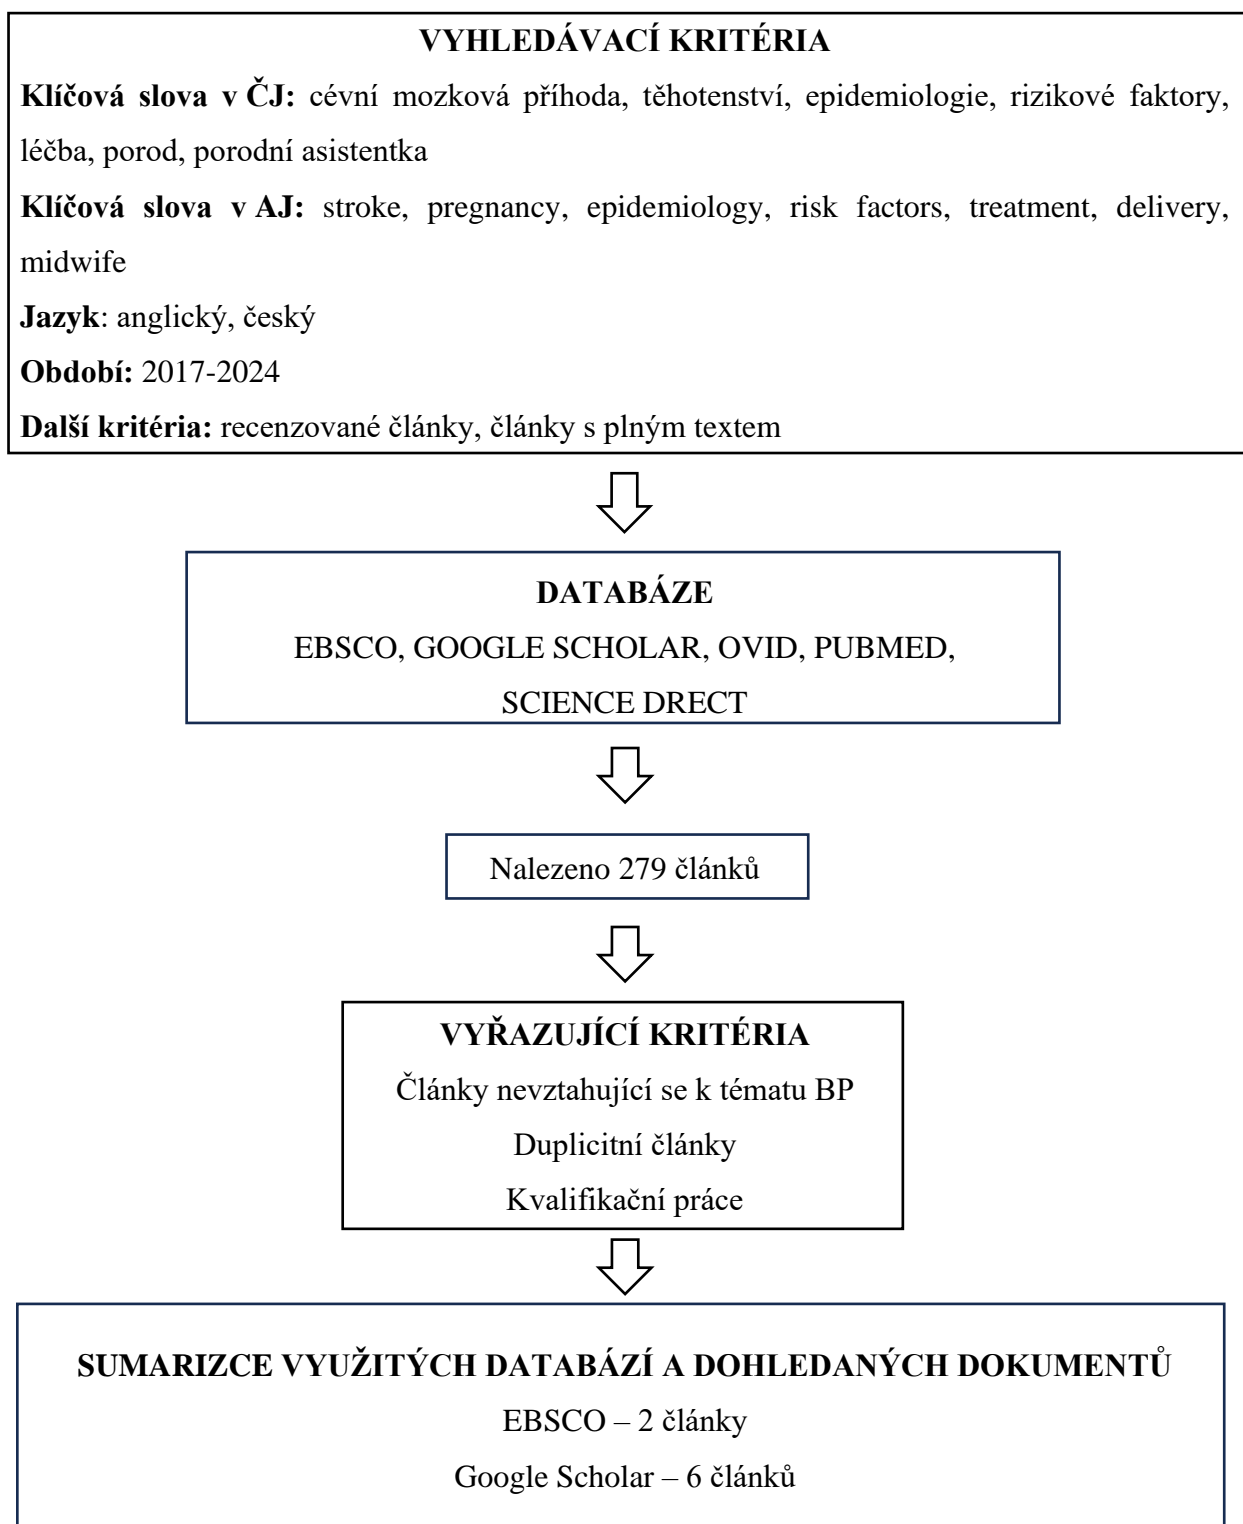 VYHLEDÁVACÍ KRITÉRIA
Klíčová slova v ČJ: cévní mozková příhoda, těhotenství, epidemiologie, rizikové faktory,
léčba, porod, porodní asistentka
Klíčová slova v AJ: stroke, pregnancy, epidemiology, risk factors, treatment, delivery,
midwife
Jazyk: anglický, český
Období: 2017-2024
Další kritéria: recenzované články, články s plným textem
DATABÁZE
EBSCO, GOOGLE SCHOLAR, OVID, PUBMED,
SCIENCE DRECT
Nalezeno 279 článků
VYŘAZUJÍCÍ KRITÉRIA
Články nevztahující se k tématu BP
Duplicitní články
Kvalifikační práce
SUMARIZCE VYUŽITÝCH DATABÁZÍ A DOHLEDANÝCH DOKUMENTŮ
EBSCO – 2 články
Google Scholar – 6 článků